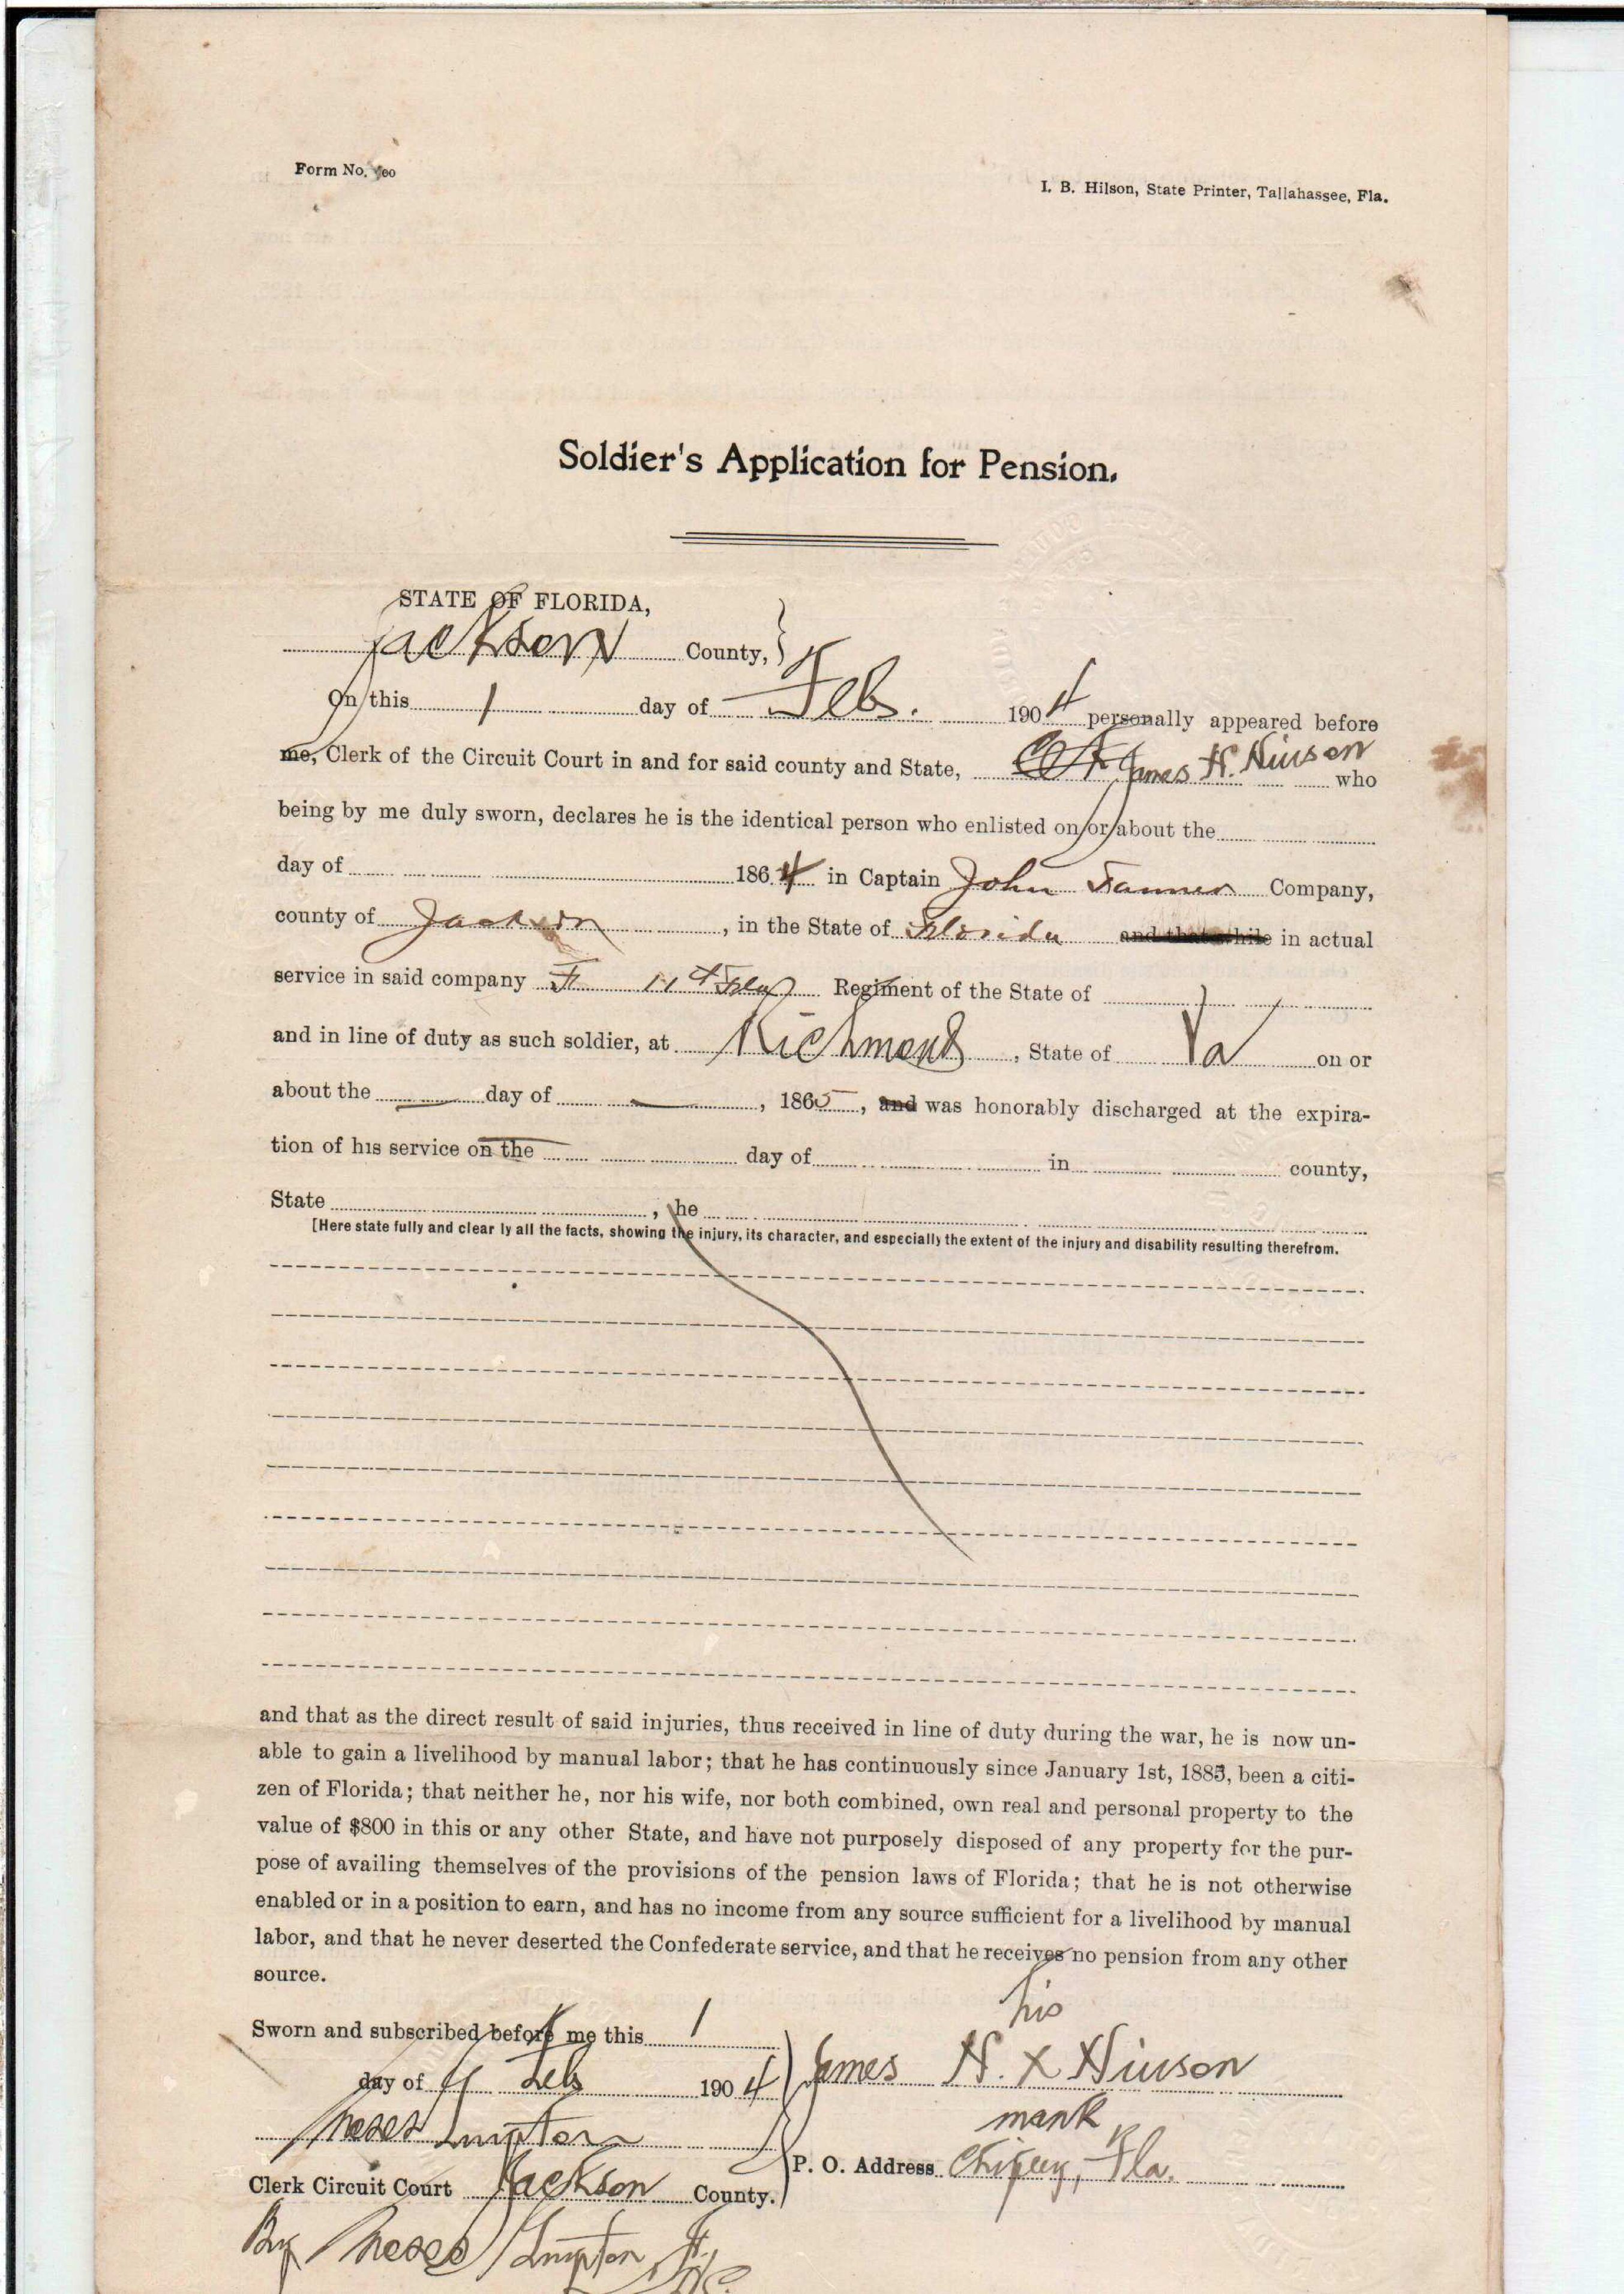 Form No.
I. B. Hilson, State Printer, Tallahassee, Fla.
Soldier's Application for Pension.
STATE OF FLORIDA,
Jackson County,
On this 1 day of Feb. 1904 personally appeared before
me, Clerk of the Circuit Court in and for said county and State, James H. Hinson who
being by me duly sworn, declares he is the identical person who enlisted on or about the
day of 1864 in Captain John Tanner Company,
county of Jackson, in the State of Florida and that while in actual
service in said company F 11th Fla Regiment of the State of
and in line of duty as such soldier, at Richmond, State of Va on or
about the day of , 1865, and was honorably discharged at the expira-
tion of his service on the day of in county,
State , he
[Here state fully and clear ly all the facts, showing the injury, its character, and especially the extent of the injury and disability resulting therefrom.
and that as the direct result of said injuries, thus received in line of duty during the war, he is now un-
able to gain a livelihood by manual labor; that he has continuously since January 1st, 1885, been a citi-
zen of Florida; that neither he, nor his wife, nor both combined, own real and personal property to the
value of $800 in this or any other State, and have not purposely disposed of any property for the pur-
pose of availing themselves of the provisions of the pension laws of Florida; that he is not otherwise
enabled or in a position to earn, and has no income from any source sufficient for a livelihood by manual
labor, and that he never deserted the Confederate service, and that he receives no pension from any other
source.
Sworn and subscribed before me this 1
day of Feb 1904
his
James H. X Hinson
mark
Clerk Circuit Court Jackson County.
P. O. Address Chipley, Fla.
By